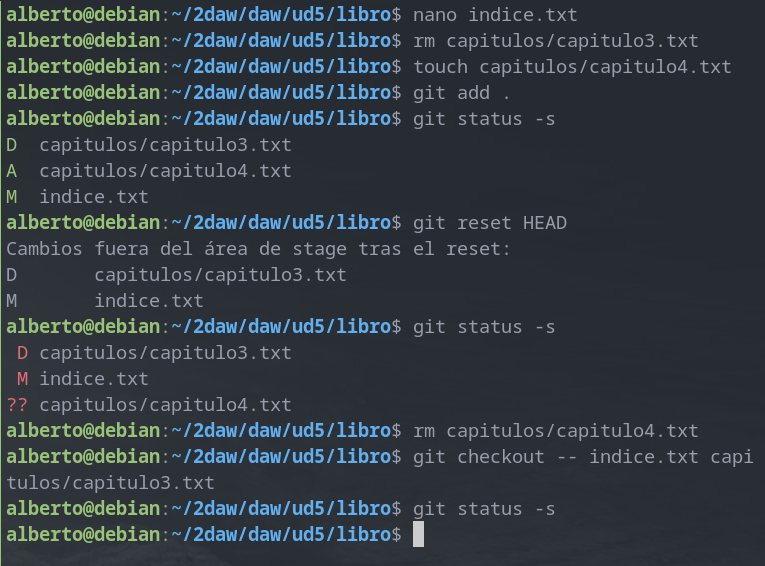 alberto@debian:~/2daw/daw/ud5/libro$ nano indice.txt
alberto@debian:~/2daw/daw/ud5/libro$ rm capitulos/capitulo3.txt
alberto@debian:~/2daw/daw/ud5/libro$ touch capitulos/capitulo4.txt
alberto@debian:~/2daw/daw/ud5/libro$ git add .
alberto@debian:~/2daw/daw/ud5/libro$ git status -s
D  capitulos/capitulo3.txt
A  capitulos/capitulo4.txt
M  indice.txt
alberto@debian:~/2daw/daw/ud5/libro$ git reset HEAD
Cambios fuera del área de stage tras el reset:
D       capitulos/capitulo3.txt
M       indice.txt
alberto@debian:~/2daw/daw/ud5/libro$ git status -s
 D capitulos/capitulo3.txt
 M indice.txt
?? capitulos/capitulo4.txt
alberto@debian:~/2daw/daw/ud5/libro$ rm capitulos/capitulo4.txt
alberto@debian:~/2daw/daw/ud5/libro$ git checkout -- indice.txt capi
tulos/capitulo3.txt
alberto@debian:~/2daw/daw/ud5/libro$ git status -s
alberto@debian:~/2daw/daw/ud5/libro$